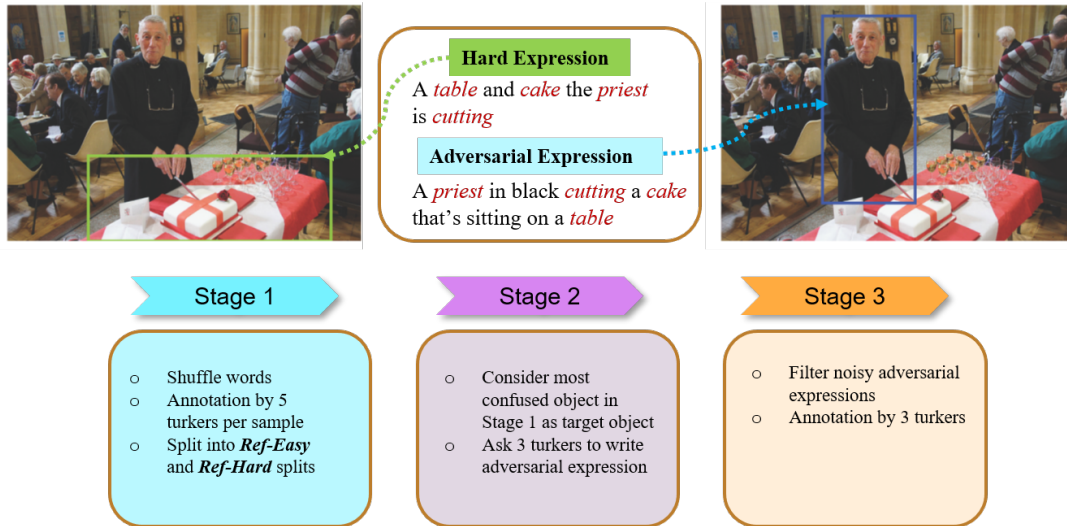 Hard Expression
A table and cake the priest
is cutting
Adversarial Expression
A priest in black cutting a cake
that's sitting on a table
Stage 1
Stage 2
Stage 3
o Shuffle words
o Annotation by 5
turkers per sample
o Split into Ref-Easy
and Ref-Hard splits
o Consider most
confused object in
Stage 1 as target object
o Ask 3 turkers to write
adversarial expression
o Filter noisy adversarial
expressions
o Annotation by 3 turkers